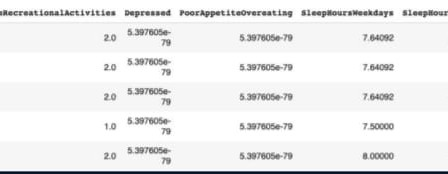 sRecreationalActivities Depressed PoorAppetiteOvereating SleepHoursWeekdays SleepHour
2.0 5.397605e-79 5.397605e-79 7.64092
2.0 5.397605e-79 5.397605e-79 7.64092
2.0 5.397605e-79 5.397605e-79 7.64092
1.0 5.397605e-79 5.397605e-79 7.50000
2.0 5.397605e-79 5.397605e-79 8.00000